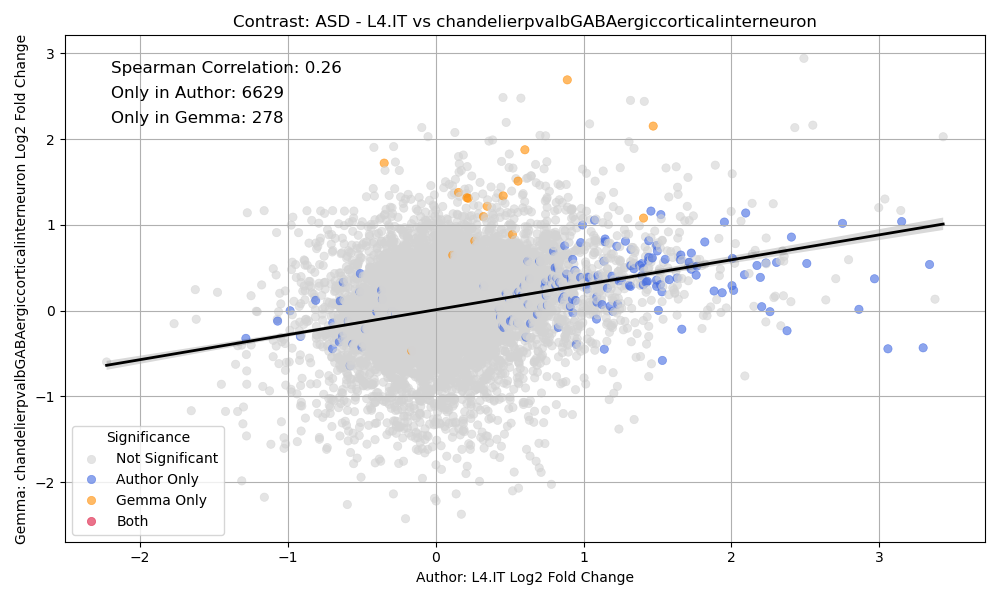 Contrast: ASD - L4.IT vs chandelierpvalbGABAergiccorticalinterneuron
Gemma: chandelierpvalbGABAergiccorticalinterneuron Log2 Fold Change
3
2
1
0
−1
−2
Spearman Correlation: 0.26
Only in Author: 6629
Only in Gemma: 278
Significance
Not Significant
Author Only
Gemma Only
Both
−2
−1
0
1
2
3
Author: L4.IT Log2 Fold Change